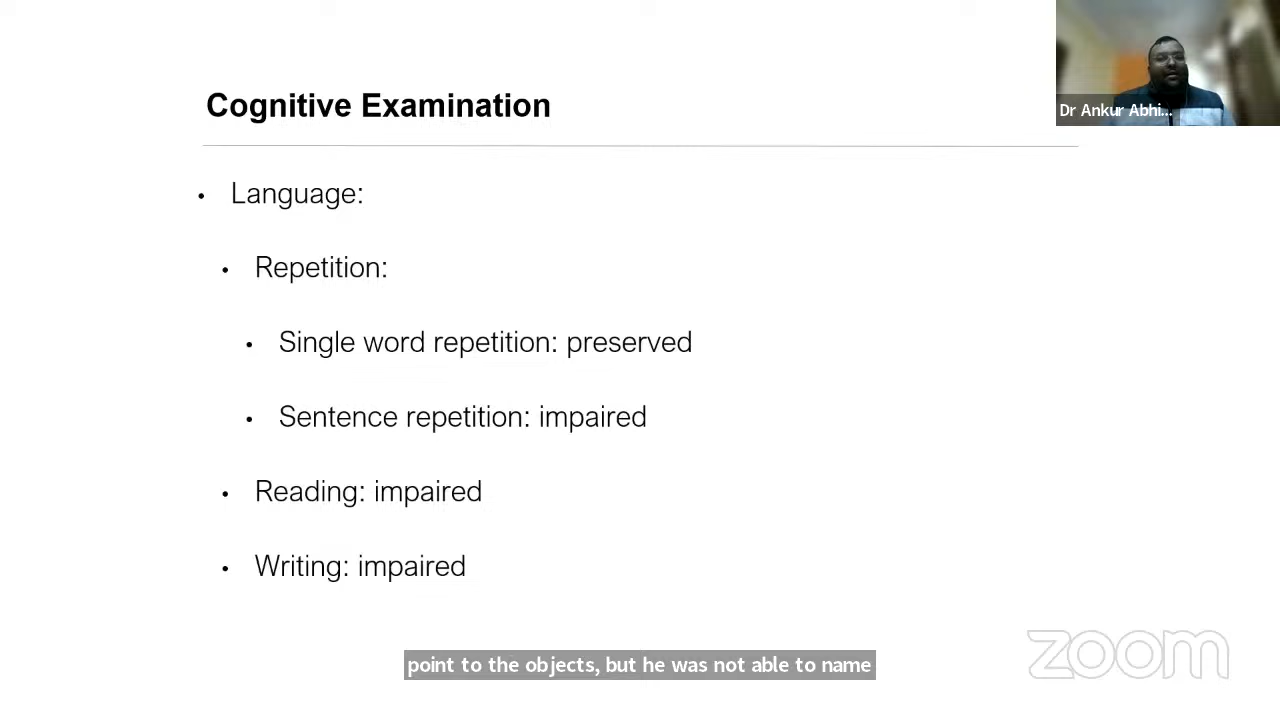 Cognitive Examination
Dr Ankur Abhi...
• Language:
• Repetition:
• Single word repetition: preserved
• Sentence repetition: impaired
• Reading: impaired
• Writing: impaired
point to the objects, but he was not able to name
zoom